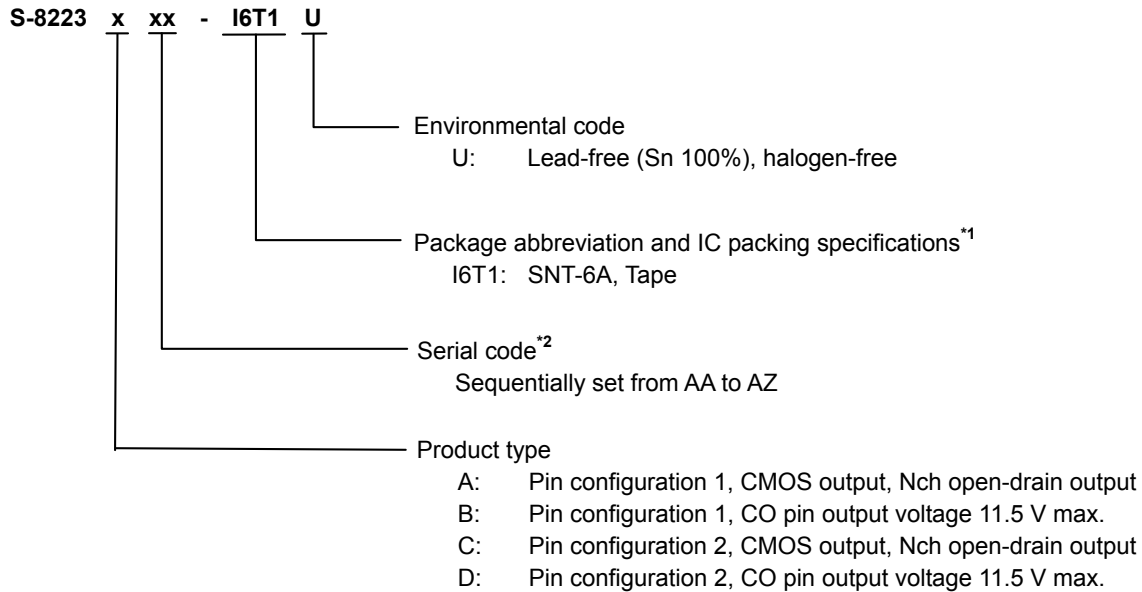 S-8223 x xx - I6T1 U
Environmental code
U: Lead-free (Sn 100%), halogen-free
Package abbreviation and IC packing specifications*1
I6T1: SNT-6A, Tape
Serial code*2
Sequentially set from AA to AZ
Product type
A: Pin configuration 1, CMOS output, Nch open-drain output
B: Pin configuration 1, CO pin output voltage 11.5 V max.
C: Pin configuration 2, CMOS output, Nch open-drain output
D: Pin configuration 2, CO pin output voltage 11.5 V max.